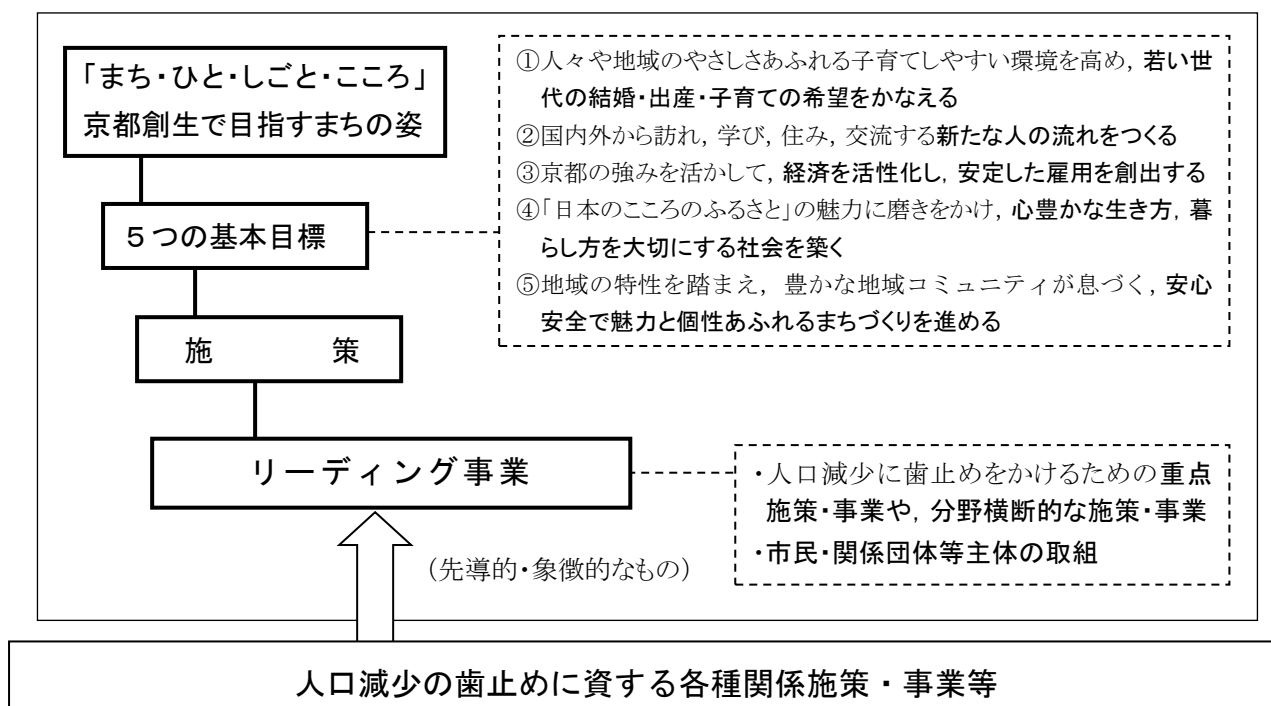 「まち・ひと・しごと・こころ」
京都創生で目指すまちの姿
５つの基本目標
①人々や地域のやさしさあふれる子育てしやすい環境を高め，若い世
代の結婚・出産・子育ての希望をかなえる
②国内外から訪れ，学び，住み，交流する新たな人の流れをつくる
③京都の強みを活かして，経済を活性化し，安定した雇用を創出する
④「日本のこころのふるさと」の魅力に磨きをかけ，心豊かな生き方，暮
らし方を大切にする社会を築く
⑤地域の特性を踏まえ，豊かな地域コミュニティが息づく，安心
安全で魅力と個性あふれるまちづくりを進める
施　策
リーディング事業
・人口減少に歯止めをかけるための重点
施策・事業や，分野横断的な施策・事業
・市民・関係団体等主体の取組
（先導的・象徴的なもの）
人口減少の歯止めに資する各種関係施策・事業等